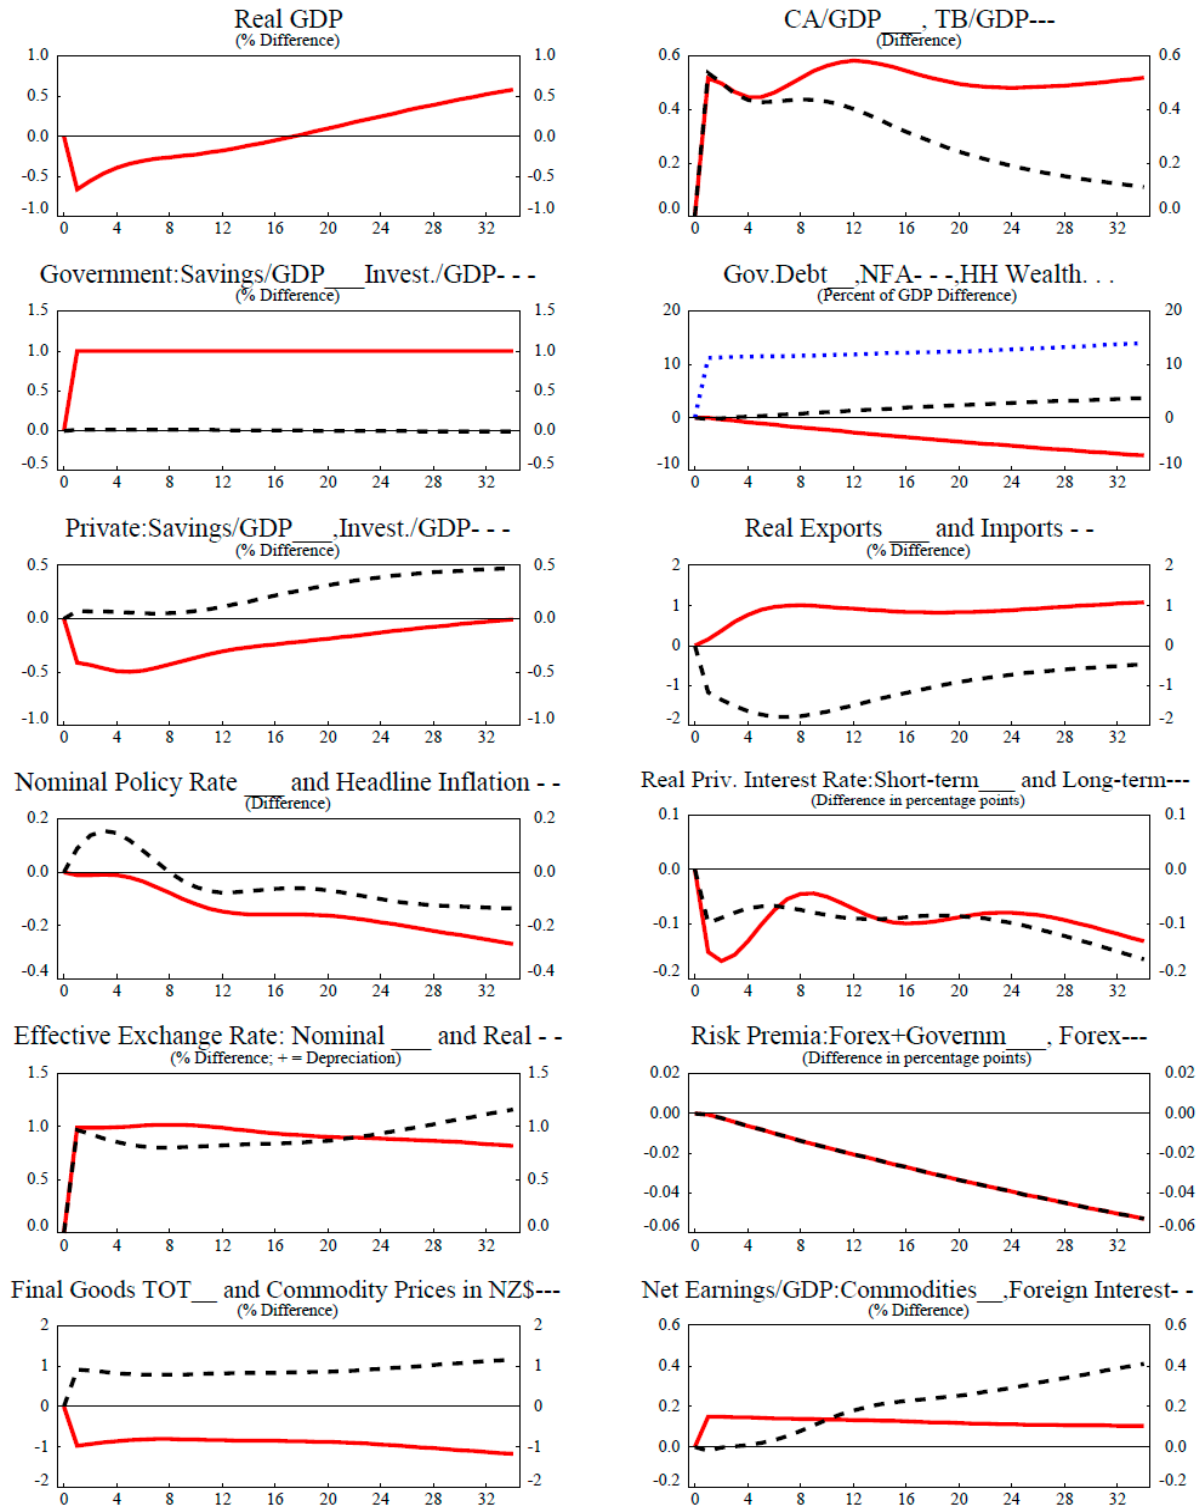 Real GDP
(% Difference)
1.0 1.0
0.5 0.5
0.0 0.0
-0.5 -0.5
-1.0 -1.0
0 4 8 12 16 20 24 28 32
CA/GDP___, TB/GDP---
(Difference)
0.6 0.6
0.4 0.4
0.2 0.2
0.0 0.0
0 4 8 12 16 20 24 28 32
Government:Savings/GDP___Invest./GDP- - -
(% Difference)
1.5 1.5
1.0 1.0
0.5 0.5
0.0 0.0
-0.5 -0.5
0 4 8 12 16 20 24 28 32
Gov.Debt__,NFA- - -,HH Wealth. . .
(Percent of GDP Difference)
20 20
10 10
0 0
-10 -10
0 4 8 12 16 20 24 28 32
Private:Savings/GDP___,Invest./GDP- - -
(% Difference)
0.5 0.5
0.0 0.0
-0.5 -0.5
-1.0 -1.0
0 4 8 12 16 20 24 28 32
Real Exports ___ and Imports - -
(% Difference)
2 2
1 1
0 0
-1 -1
-2 -2
0 4 8 12 16 20 24 28 32
Nominal Policy Rate ___ and Headline Inflation - -
(Difference)
0.2 0.2
0.0 0.0
-0.2 -0.2
-0.4 -0.4
0 4 8 12 16 20 24 28 32
Real Priv. Interest Rate:Short-term___ and Long-term---
(Difference in percentage points)
0.1 0.1
0.0 0.0
-0.1 -0.1
-0.2 -0.2
0 4 8 12 16 20 24 28 32
Effective Exchange Rate: Nominal ___ and Real - -
(% Difference; + = Depreciation)
1.5 1.5
1.0 1.0
0.5 0.5
0.0 0.0
0 4 8 12 16 20 24 28 32
Risk Premia:Forex+Governm___, Forex---
(Difference in percentage points)
0.02 0.02
0.00 0.00
-0.02 -0.02
-0.04 -0.04
-0.06 -0.06
0 4 8 12 16 20 24 28 32
Final Goods TOT__ and Commodity Prices in NZ$---
(% Difference)
2 2
1 1
0 0
-1 -1
-2 -2
0 4 8 12 16 20 24 28 32
Net Earnings/GDP:Commodities__,Foreign Interest- -
(% Difference)
0.6 0.6
0.4 0.4
0.2 0.2
0.0 0.0
-0.2 -0.2
0 4 8 12 16 20 24 28 32